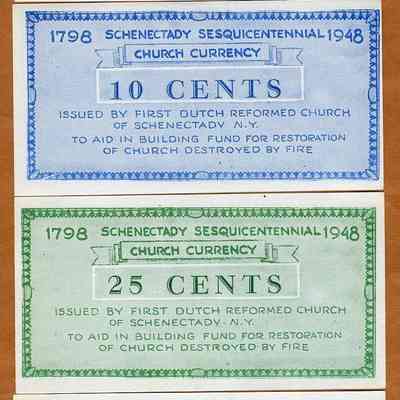 1798 SCHENECTADY SESQUICENTENNIAL 1948
CHURCH CURRENCY
10 CENTS
ISSUED BY FIRST DUTCH REFORMED CHURCH
OF SCHENECTADY N.Y.
TO AID IN BUILDING FUND FOR RESTORATION
OF CHURCH DESTROYED BY FIRE
1798 SCHENECTADY SESQUICENTENNIAL 1948
CHURCH CURRENCY
25 CENTS
ISSUED BY FIRST DUTCH REFORMED CHURCH
OF SCHENECTADY - N.Y.
TO AID IN BUILDING FUND FOR RESTORATION
OF CHURCH DESTROYED BY FIRE